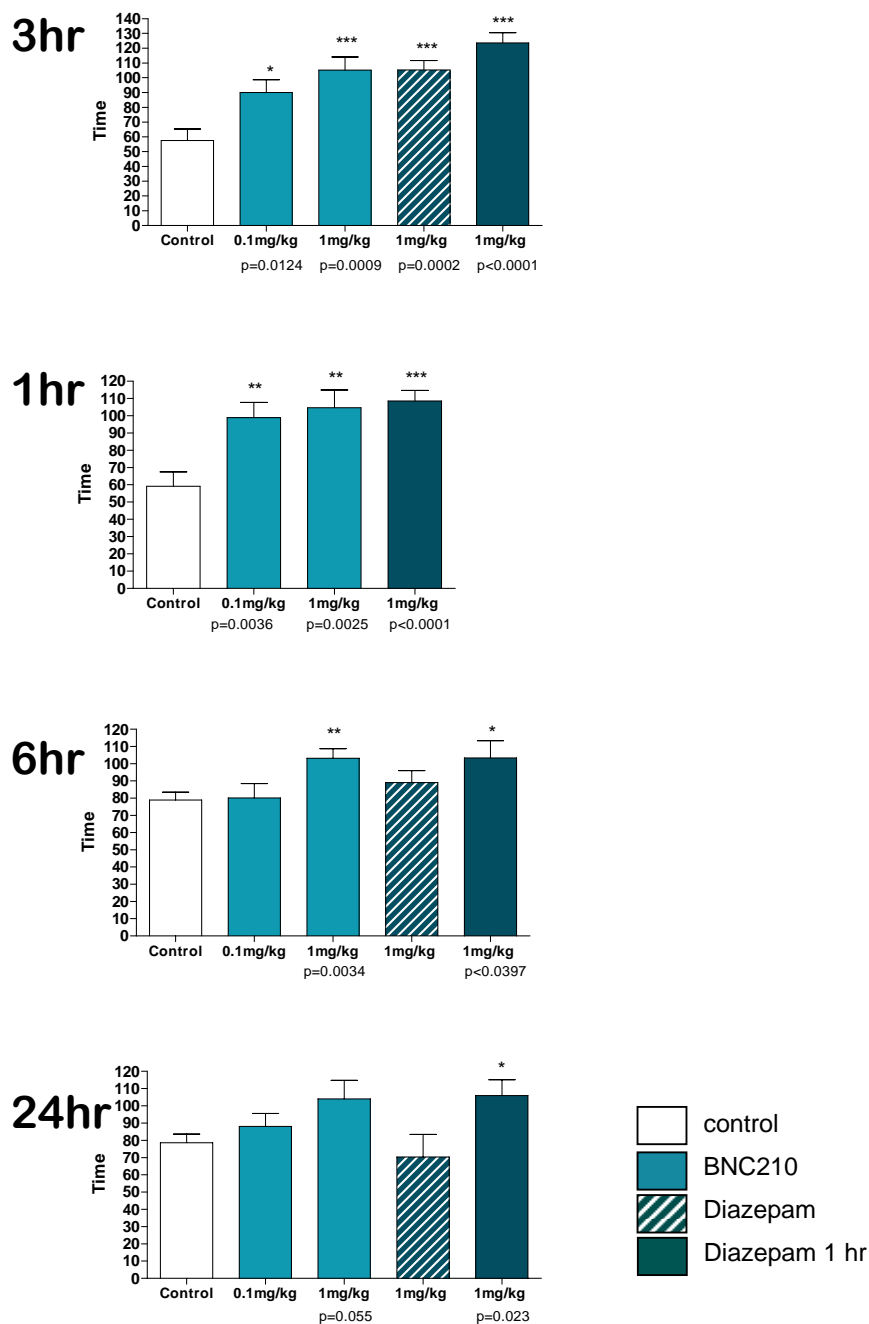 3hr
140
130
120
110
100
90
80
70
60
50
40
30
20
10
0
Time
* *** *** ***
Control 0.1mg/kg 1mg/kg 1mg/kg 1mg/kg
p=0.0124 p=0.0009 p=0.0002 p<0.0001
1hr
120
110
100
90
80
70
60
50
40
30
20
10
0
Time
** ** ***
Control 0.1mg/kg 1mg/kg 1mg/kg
p=0.0036 p=0.0025 p<0.0001
6hr
120
110
100
90
80
70
60
50
40
30
20
10
0
Time
** *
Control 0.1mg/kg 1mg/kg 1mg/kg 1mg/kg
p=0.0034 p<0.0397
24hr
120
110
100
90
80
70
60
50
40
30
20
10
0
Time
*
Control 0.1mg/kg 1mg/kg 1mg/kg 1mg/kg
p=0.055 p=0.023
control
BNC210
Diazepam
Diazepam 1 hr